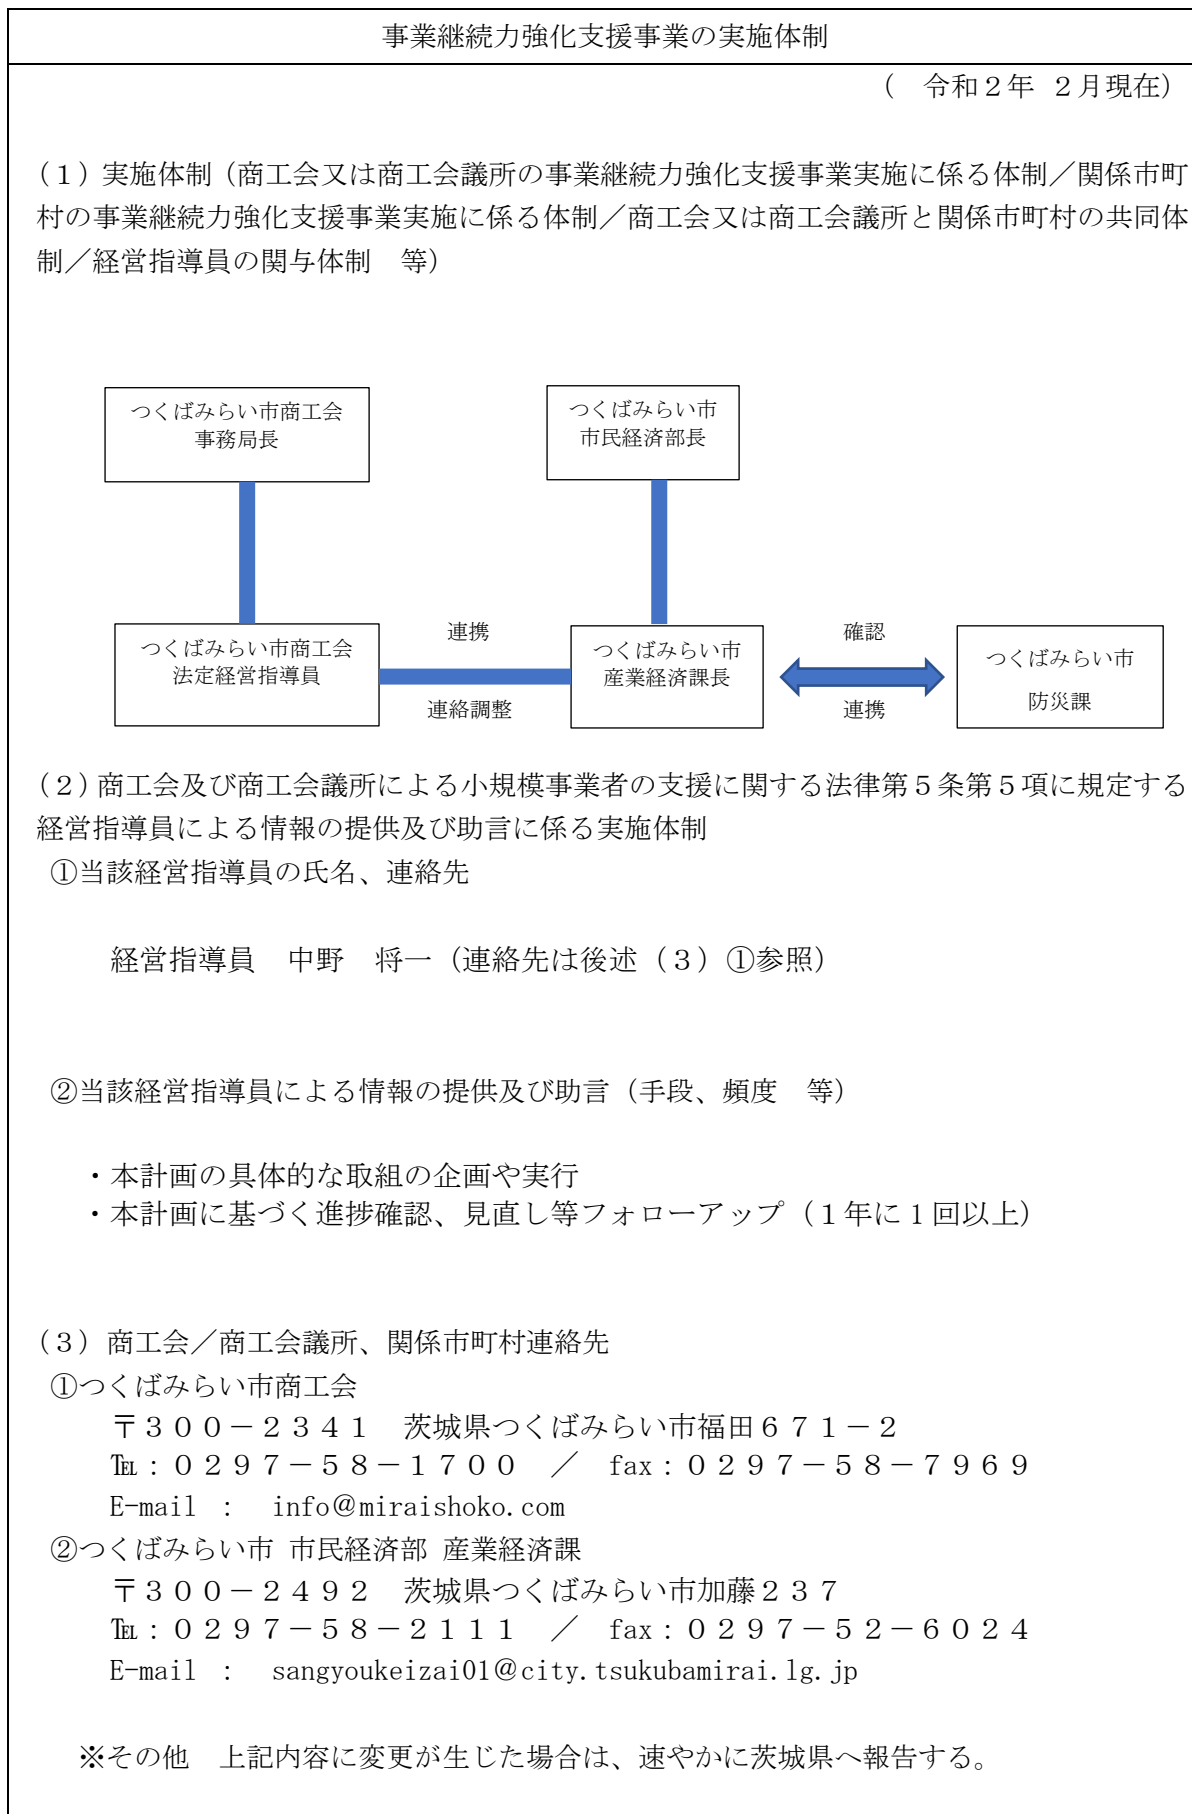 事業継続力強化支援事業の実施体制
（　令和２年 ２月現在）
（１）実施体制（商工会又は商工会議所の事業継続力強化支援事業実施に係る体制／関係市町
村の事業継続力強化支援事業実施に係る体制／商工会又は商工会議所と関係市町村の共同体
制／経営指導員の関与体制　等）
つくばみらい市商工会
事務局長
つくばみらい市
市民経済部長
つくばみらい市商工会
法定経営指導員
連携
連絡調整
つくばみらい市
産業経済課長
確認
連携
つくばみらい市
防災課
（２）商工会及び商工会議所による小規模事業者の支援に関する法律第５条第５項に規定する
経営指導員による情報の提供及び助言に係る実施体制
①当該経営指導員の氏名、連絡先
経営指導員　中野　将一（連絡先は後述（３）①参照）
②当該経営指導員による情報の提供及び助言（手段、頻度　等）
・本計画の具体的な取組の企画や実行
・本計画に基づく進捗確認、見直し等フォローアップ（１年に１回以上）
（３）商工会／商工会議所、関係市町村連絡先
①つくばみらい市商工会
〒３００－２３４１　茨城県つくばみらい市福田６７１－２
℡：０２９７－５８－１７００　／　fax：０２９７－５８－７９６９
E-mail ： info＠miraishoko.com
②つくばみらい市 市民経済部 産業経済課
〒３００－２４９２　茨城県つくばみらい市加藤２３７
℡：０２９７－５８－２１１１　／　fax：０２９７－５２－６０２４
E-mail ： sangyoukeizai01＠city.tsukubamirai.lg.jp
※その他　上記内容に変更が生じた場合は、速やかに茨城県へ報告する。